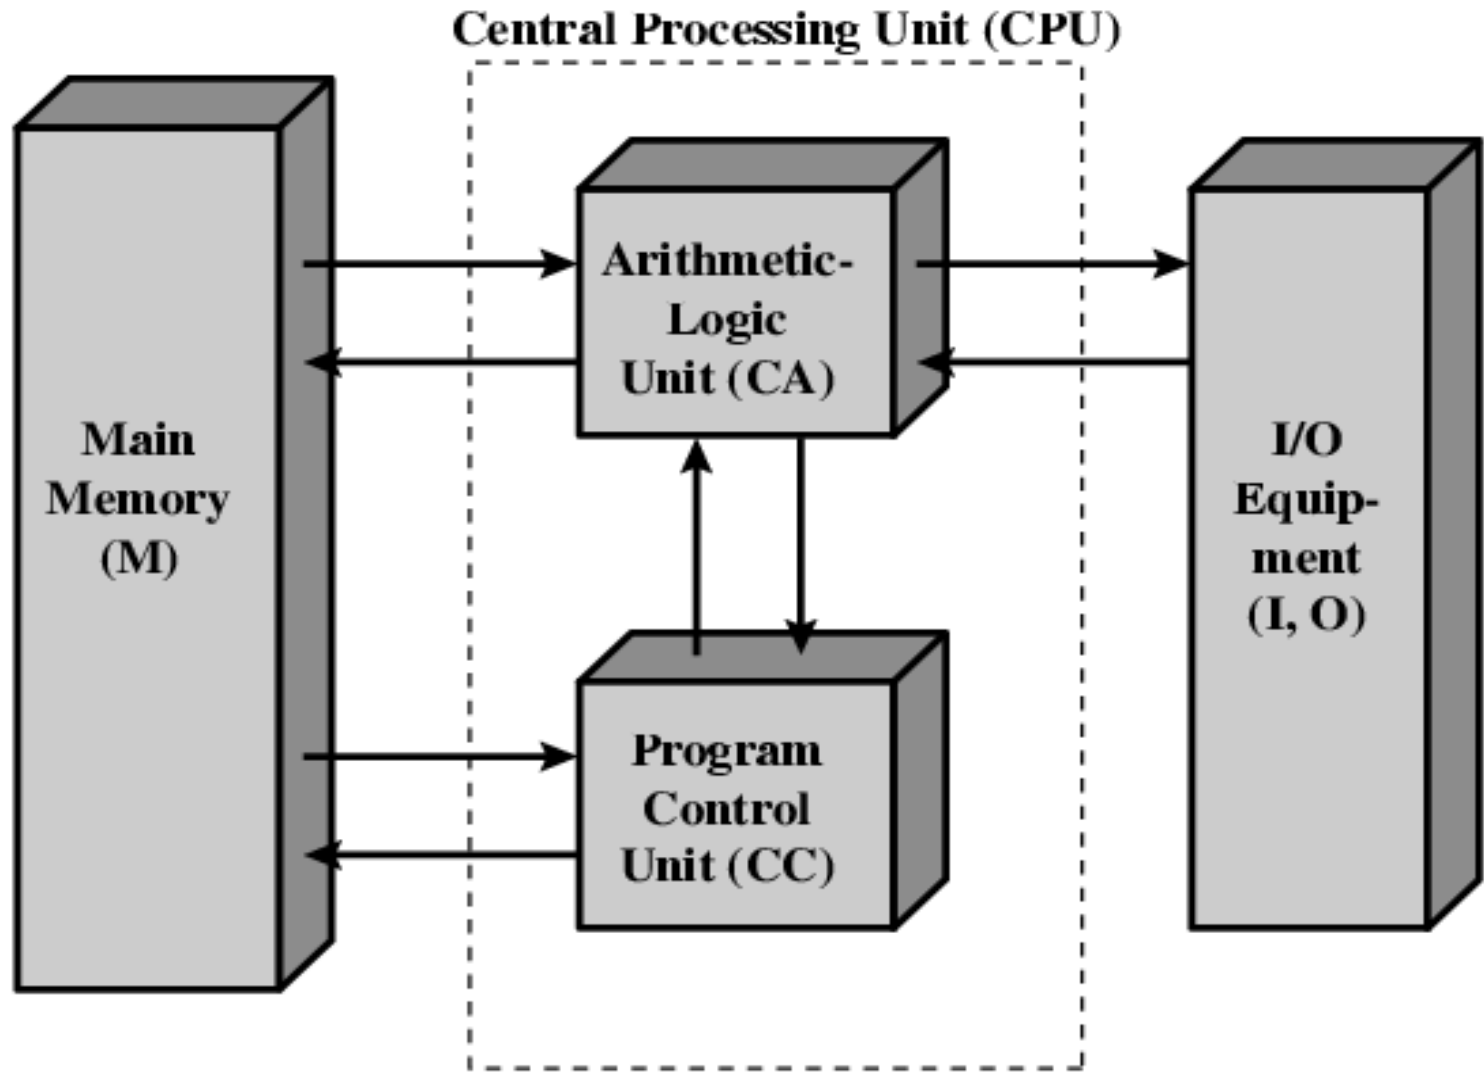 Central Processing Unit (CPU)
Arithmetic-
Logic
Unit (CA)
Main
Memory
(M)
I/O
Equip-
ment
(I, O)
Program
Control
Unit (CC)